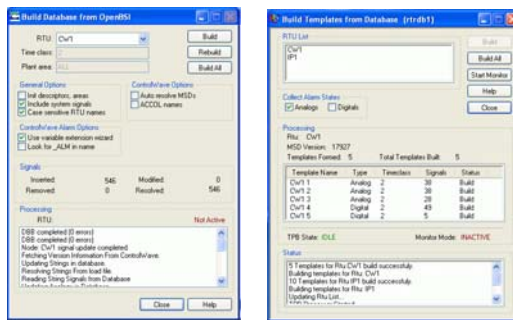 Build Database from OpenBSI
RTU: CW1
Build
Time class: 2
Rebuild
Plant area: ALL
Build All
General Options
ControlWave Options
Init descriptors, areas
Auto resolve MSDs
Include system signals
ACCOL names
Case sensitive RTU names
ControlWave Alarm Options
Use variable extension wizard
Look for _ALM in name
Signals
Inserted: 546 Modified: 0
Removed: 0 Resolved: 546
Processing
RTU: Not Active
DBB completed (0 errors)
DBB completed (0 errors)
Node: CW1 signal update completed
Fetching Version Information From ControlWave.
Updating Strings in database.
Resolving Strings From load file.
Reading String Signals from Database
Close Help
Build Templates from Database (rtrdb1)
RTU List
CW1
IP1
Build
Build All
Start Monitor
Help
Close
Collect Alarm States
Analogs Digitals
Processing
Rtu: CW1
MSD Version: 17927
Templates Formed: 5 Total Templates Built: 5
Template Name Type Timeclass Signals Status
CW1 1 Analog 2 38 Build
CW1 2 Analog 2 38 Build
CW1 3 Analog 2 28 Build
CW1 4 Digital 2 49 Build
CW1 5 Digital 2 5 Build
TPB State: IDLE Monitor Mode: INACTIVE
Status
5 Templates for Rtu CW1 build successfuly.
Building templates for Rtu: CW1
10 Templates for Rtu IP1 build successfuly.
Building templates for Rtu: IP1
Updating Rtu List...